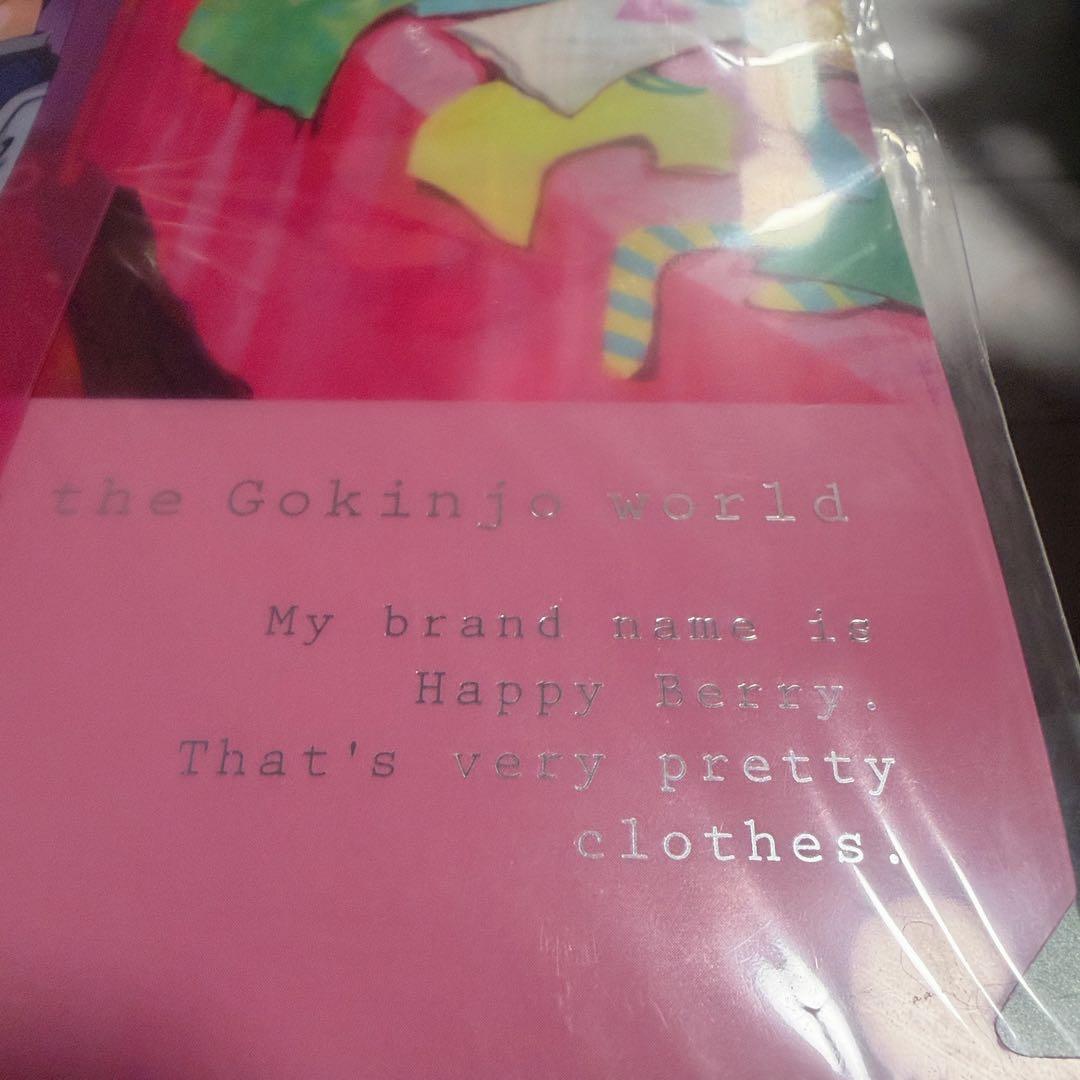 the Gokinjo world
My brand name is
Happy Berry.
That's very pretty
clothes.